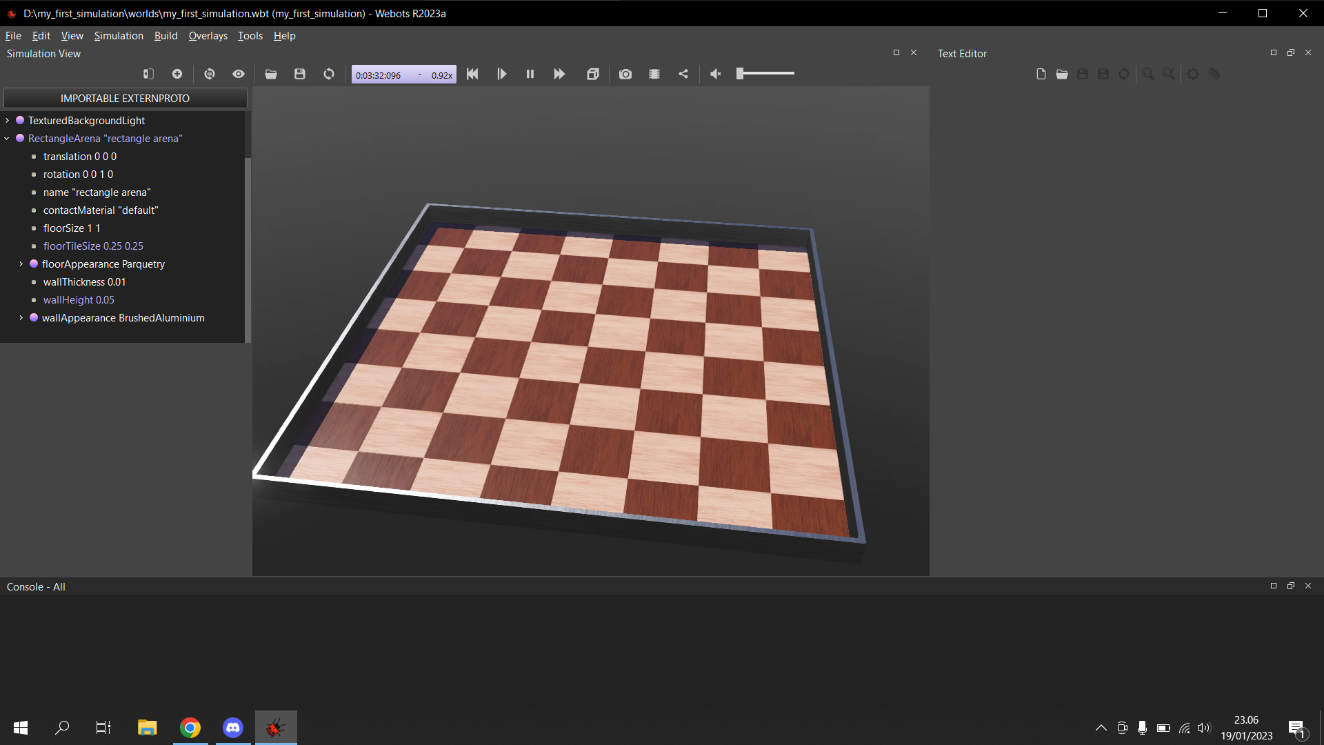 D:\my_first_simulation\worlds\my_first_simulation.wbt (my_first_simulation) - Webots R2023a
File Edit View Simulation Build Overlays Tools Help
Simulation View
Text Editor
0:03:32:096 - 0.92x
IMPORTABLE EXTERNPROTO
TexturedBackgroundLight
RectangleArena "rectangle arena"
translation 0 0 0
rotation 0 0 1 0
name "rectangle arena"
contactMaterial "default"
floorSize 1 1
floorTileSize 0.25 0.25
floorAppearance Parquetry
wallThickness 0.01
wallHeight 0.05
wallAppearance BrushedAluminium
Console - All
23.06
19/01/2023
1